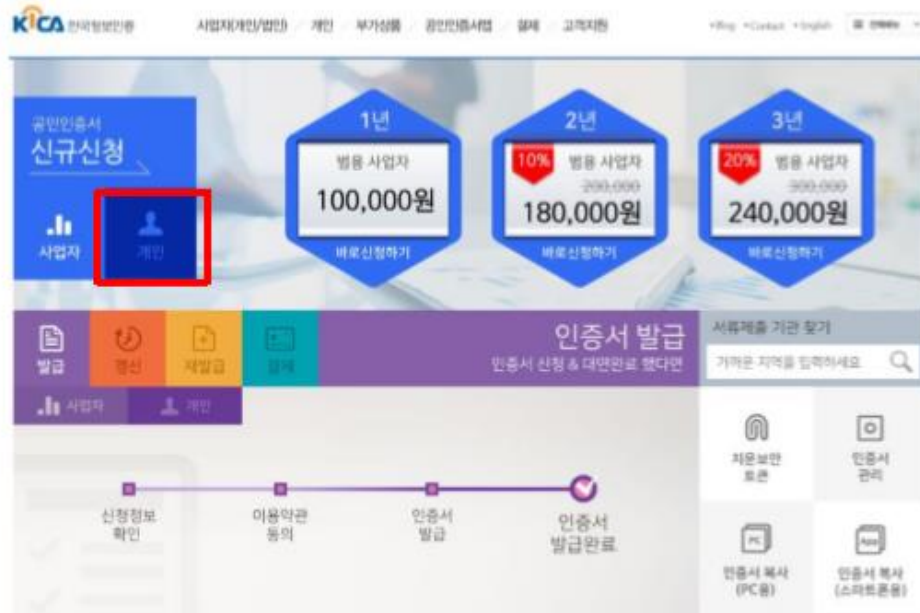 KICA 한국정보인증
사업자(개인/법인) 개인 부가상품 공인인증서랩 결제 고객지원
•Blog •Contact •English
공인인증서
신규신청
사업자 개인
1년
범용 사업자
100,000원
바로신청하기
2년
10% 범용 사업자
200,000
180,000원
바로신청하기
3년
20% 범용 사업자
300,000
240,000원
바로신청하기
발급 갱신 재발급 결제
인증서 발급
인증서 신청 & 대면완료 했다면
사업자 개인
신청정보
확인
이용약관
동의
인증서
발급
인증서
발급완료
서류제출 기관 찾기
가까운 지역을 입력하세요
지문보안
토큰
인증서
관리
PC
인증서 복사
(PC용)
App
인증서 복사
(스마트폰용)